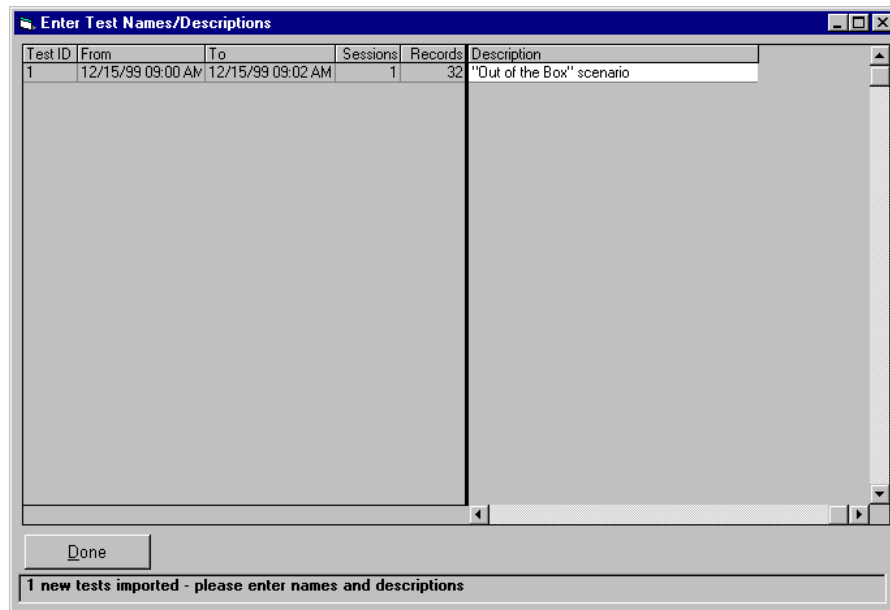 Enter Test Names/Descriptions
Test ID From To Sessions Records Description
1 12/15/99 09:00 AM 12/15/99 09:02 AM 1 32 "Out of the Box" scenario
Done
1 new tests imported - please enter names and descriptions